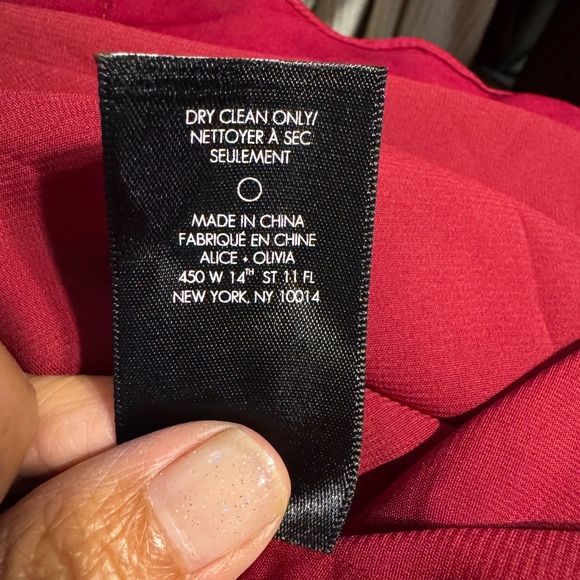 DRY CLEAN ONLY/
NETTOYER À SEC
SEULEMENT
MADE IN CHINA
FABRIQUÉ EN CHINE
ALICE + OLIVIA
450 W 14TH ST 11 FL
NEW YORK, NY 10014